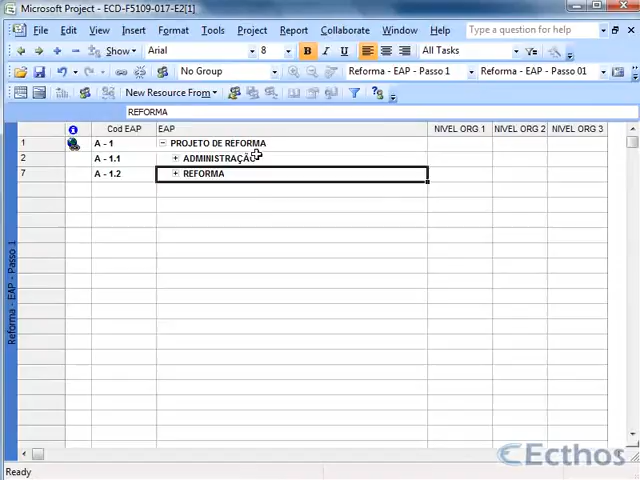 Microsoft Project - ECD-F5109-017-E2[1]
File Edit View Insert Format Tools Project Report Collaborate Window Help Type a question for help
Show Arial 8 B I U All Tasks
No Group Reforma - EAP - Passo 1 Reforma - EAP - Passo 01
New Resource From
REFORMA
Cod EAP EAP NIVEL ORG 1 NIVEL ORG 2 NIVEL ORG 3
1 A - 1 PROJETO DE REFORMA
2 A - 1.1 ADMINISTRAÇÃO
7 A - 1.2 REFORMA
Reforma - EAP - Passo 1
Ecthos
Ready